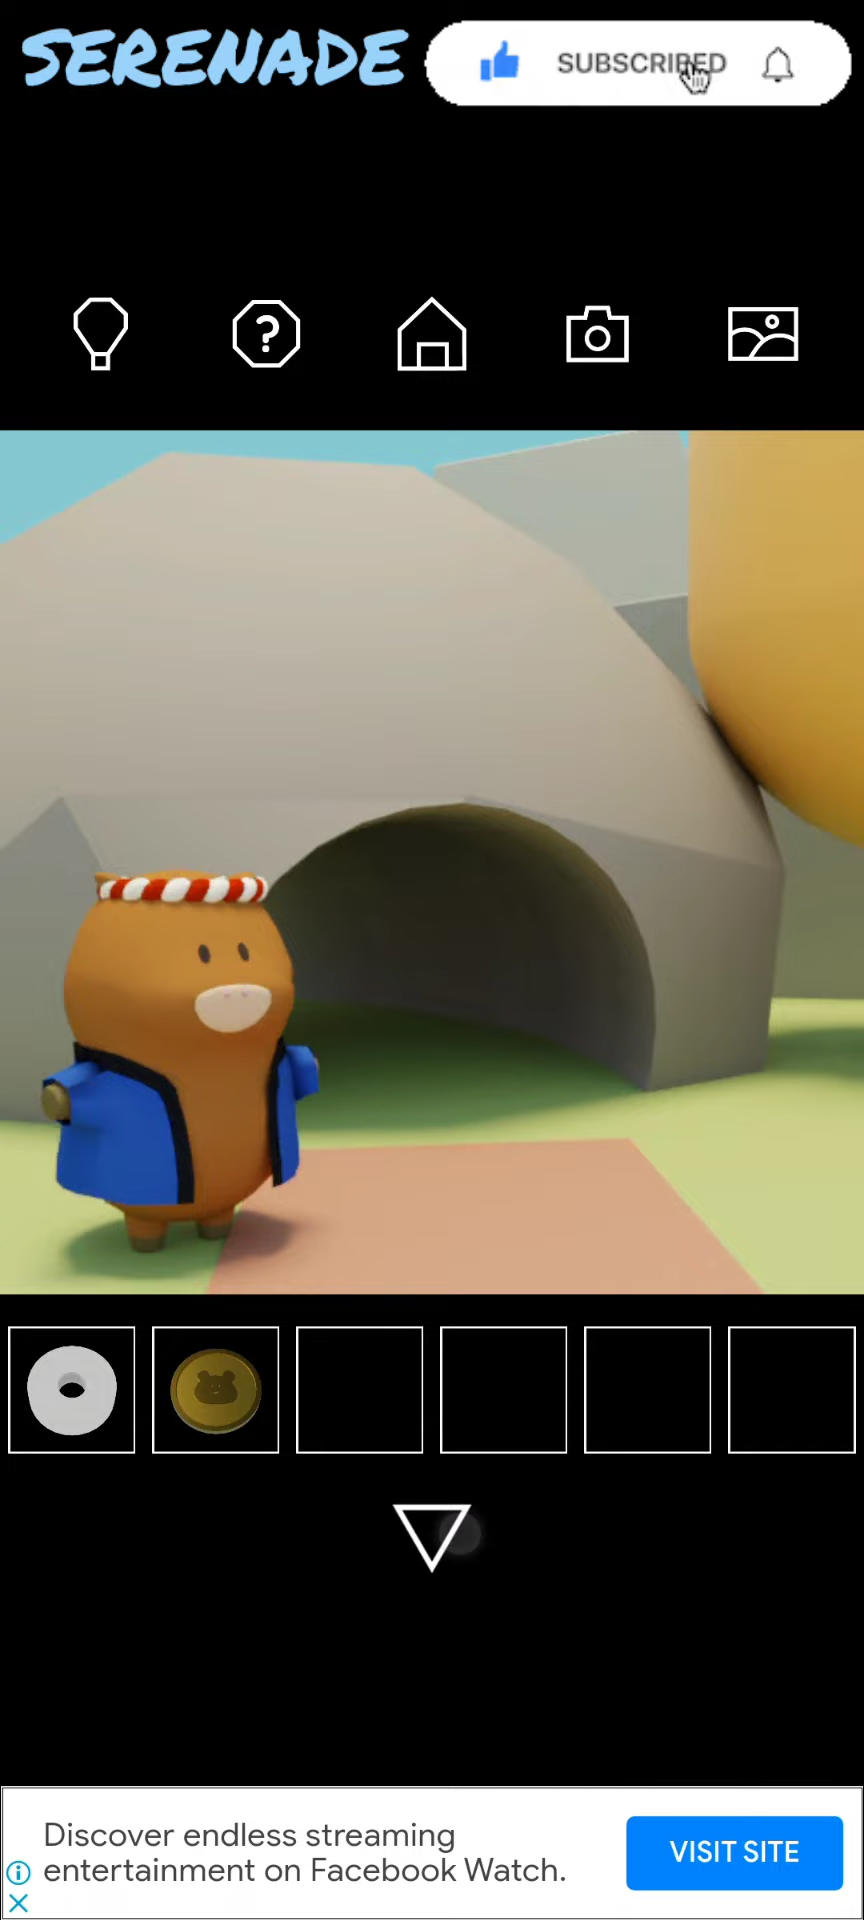 SERENADE
SUBSCRIBED
Discover endless streaming
entertainment on Facebook Watch.
VISIT SITE